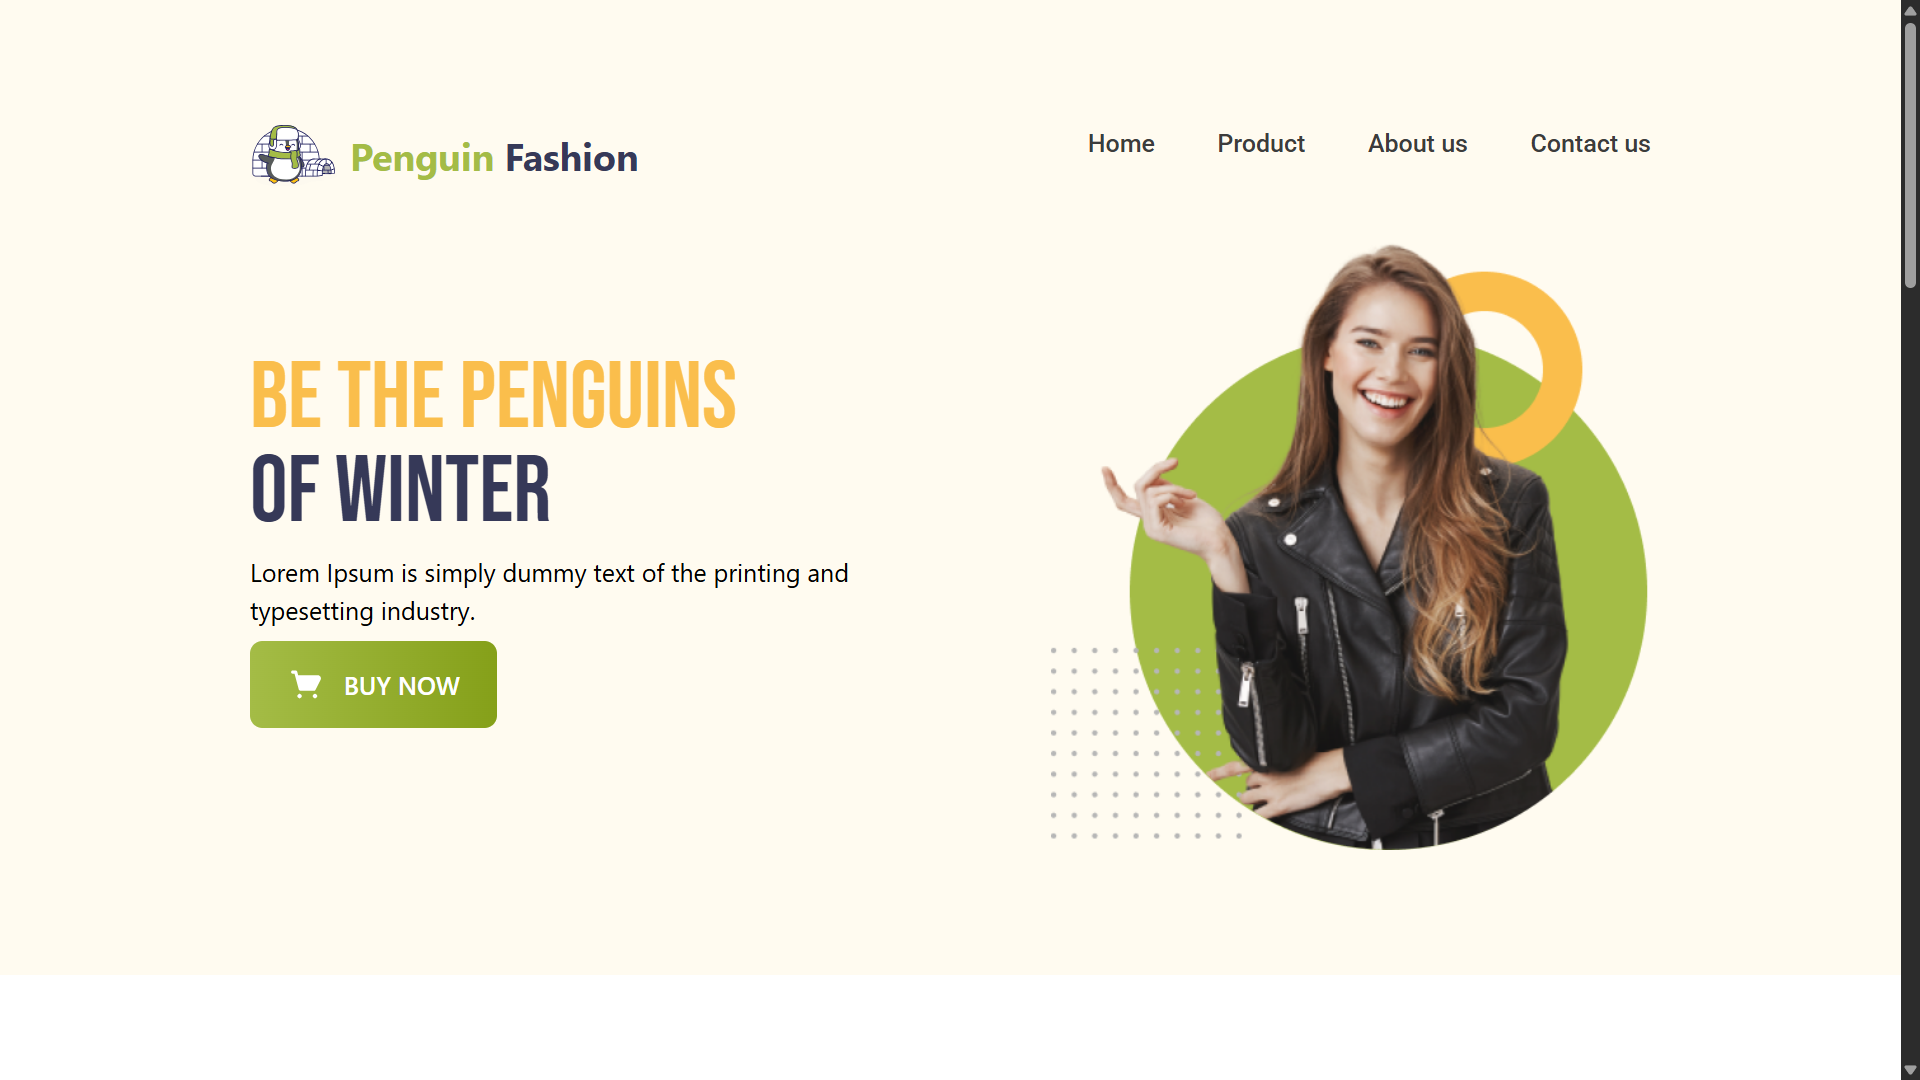 Penguin Fashion
Home Product About us Contact us
BE THE PENGUINS
OF WINTER
Lorem Ipsum is simply dummy text of the printing and
typesetting industry.
BUY NOW